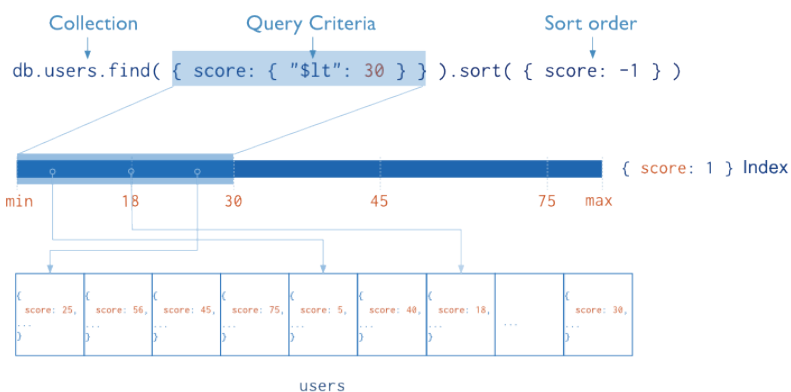 Collection Query Criteria Sort order
db.users.find( { score: { "$lt": 30 } } ).sort( { score: -1 } )
{ score: 1 } Index
min 18 30 45 75 max
{ { { { { { { {
score: 25, score: 56, score: 45, score: 75, score: 5, score: 40, score: 18, score: 30,
... ... ... ... ... ... ... ... ...
} } } } } } } }
users